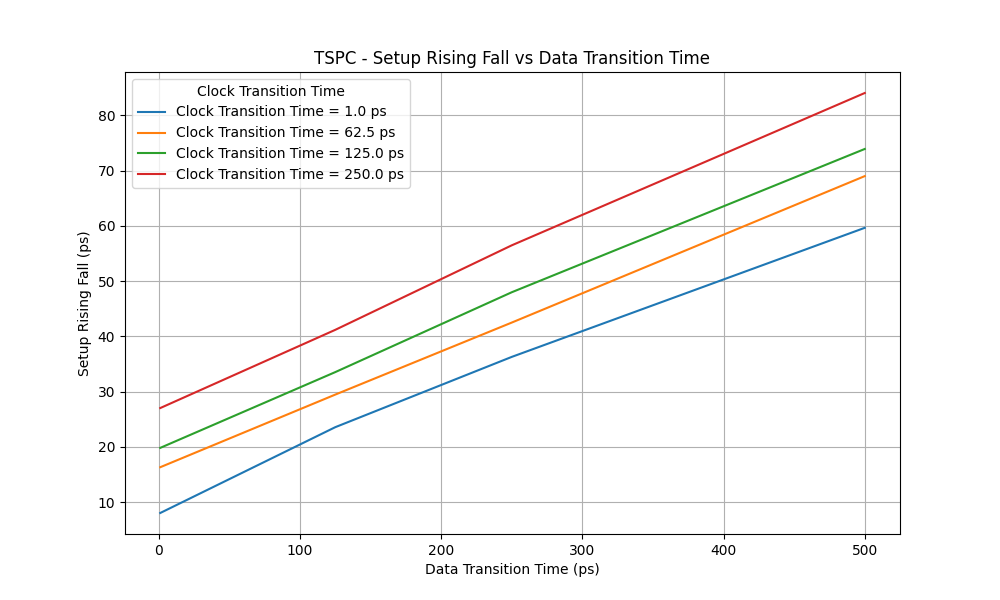 TSPC - Setup Rising Fall vs Data Transition Time
Clock Transition Time
Clock Transition Time = 1.0 ps
Clock Transition Time = 62.5 ps
Clock Transition Time = 125.0 ps
Clock Transition Time = 250.0 ps
Setup Rising Fall (ps)
80
70
60
50
40
30
20
10
0
100
200
300
400
500
Data Transition Time (ps)